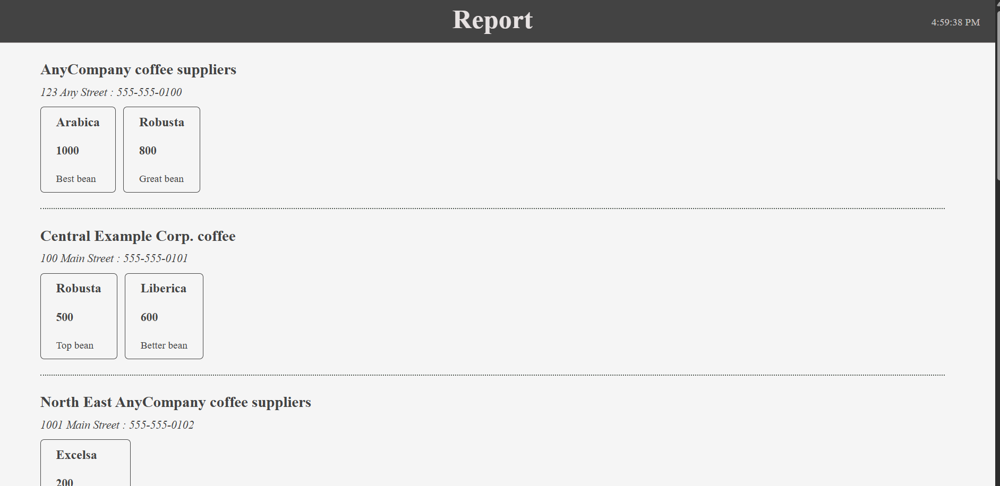 Report
4:59:38 PM
AnyCompany coffee suppliers
123 Any Street : 555-555-0100
Arabica
1000
Best bean
Robusta
800
Great bean
Central Example Corp. coffee
100 Main Street : 555-555-0101
Robusta
500
Top bean
Liberica
600
Better bean
North East AnyCompany coffee suppliers
1001 Main Street : 555-555-0102
Excelsa
200